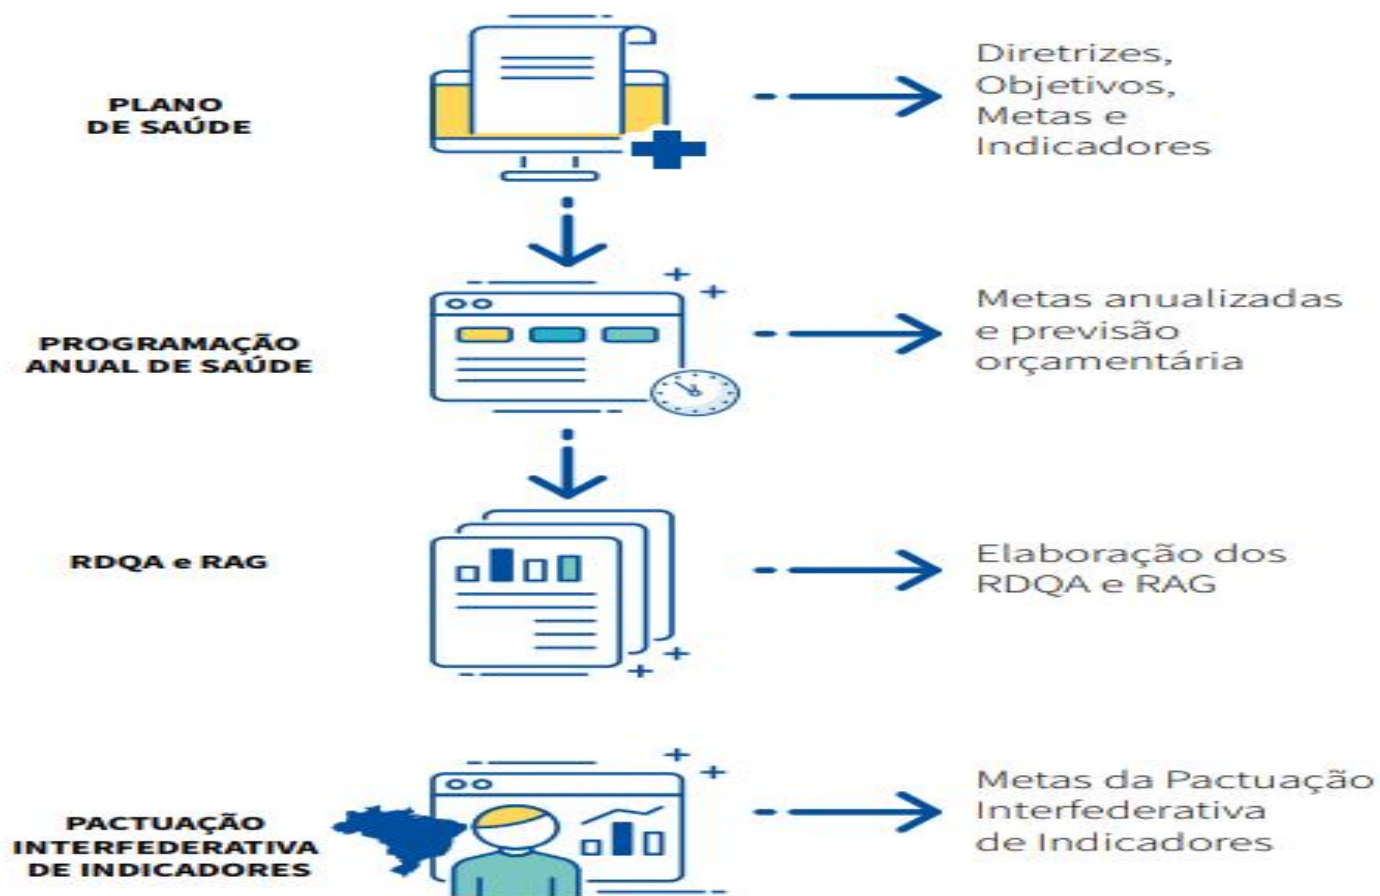 PLANO
DE SAÚDE
Diretrizes,
Objetivos,
Metas e
Indicadores
PROGRAMAÇÃO
ANUAL DE SAÚDE
Metas anualizadas
e previsão
orçamentária
RDQA e RAG
Elaboração dos
RDQA e RAG
PACTUAÇÃO
INTERFEDERATIVA
DE INDICADORES
Metas da Pactuação
Interfederativa
de Indicadores